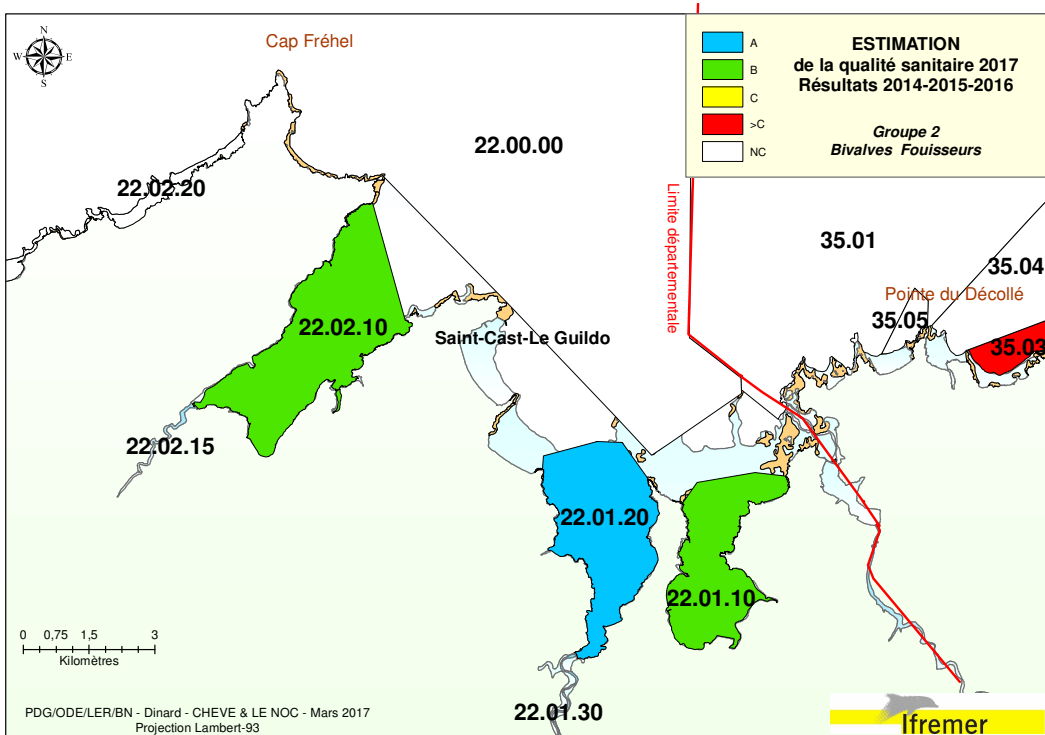 N
W E
S
Cap Fréhel
22.00.00
22.02.20
A
B
C
>C
NC
ESTIMATION
de la qualité sanitaire 2017
Résultats 2014-2015-2016
Groupe 2
Bivalves Fouisseurs
Limite départementale
35.01
35.04
Pointe du Décollé
35.05
35.03
22.02.10
Saint-Cast-Le Guildo
22.02.15
22.01.20
22.01.10
0 0,75 1,5 3
Kilomètres
22.01.30
PDG/ODE/LER/BN - Dinard - CHEVE & LE NOC - Mars 2017
Projection Lambert-93
Ifremer